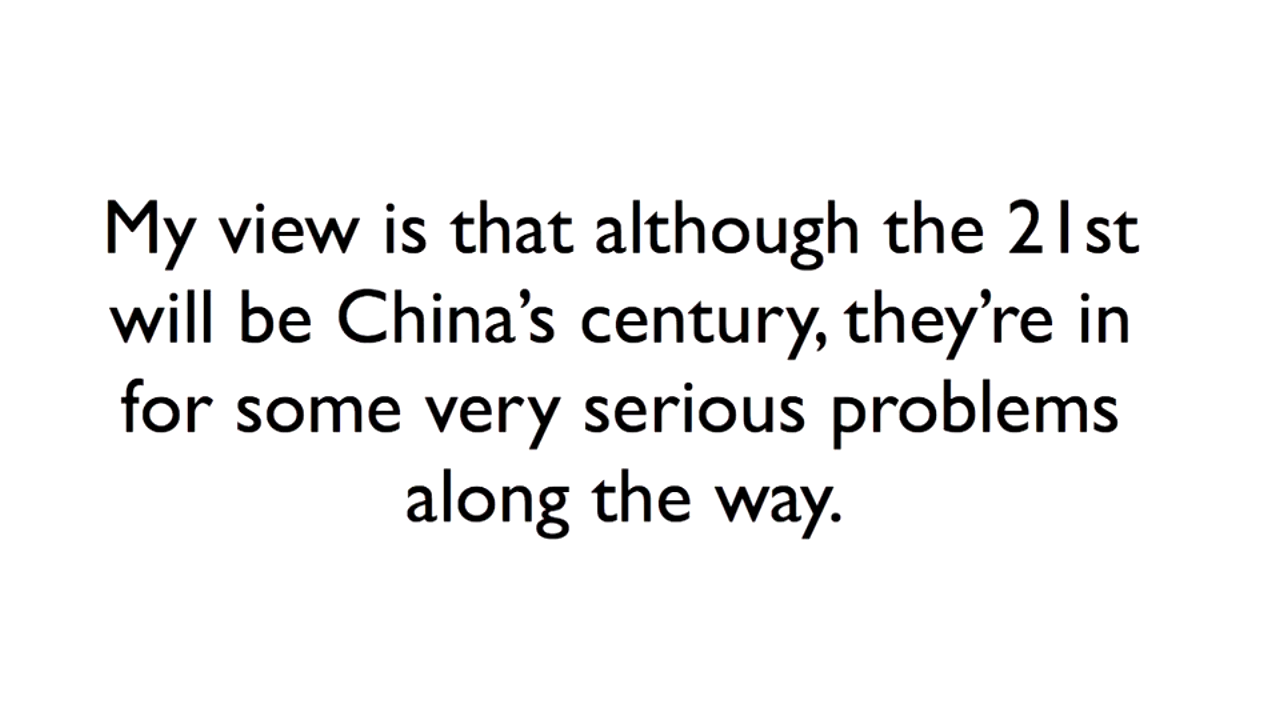 My view is that although the 21st
will be China’s century, they’re in
for some very serious problems
along the way.